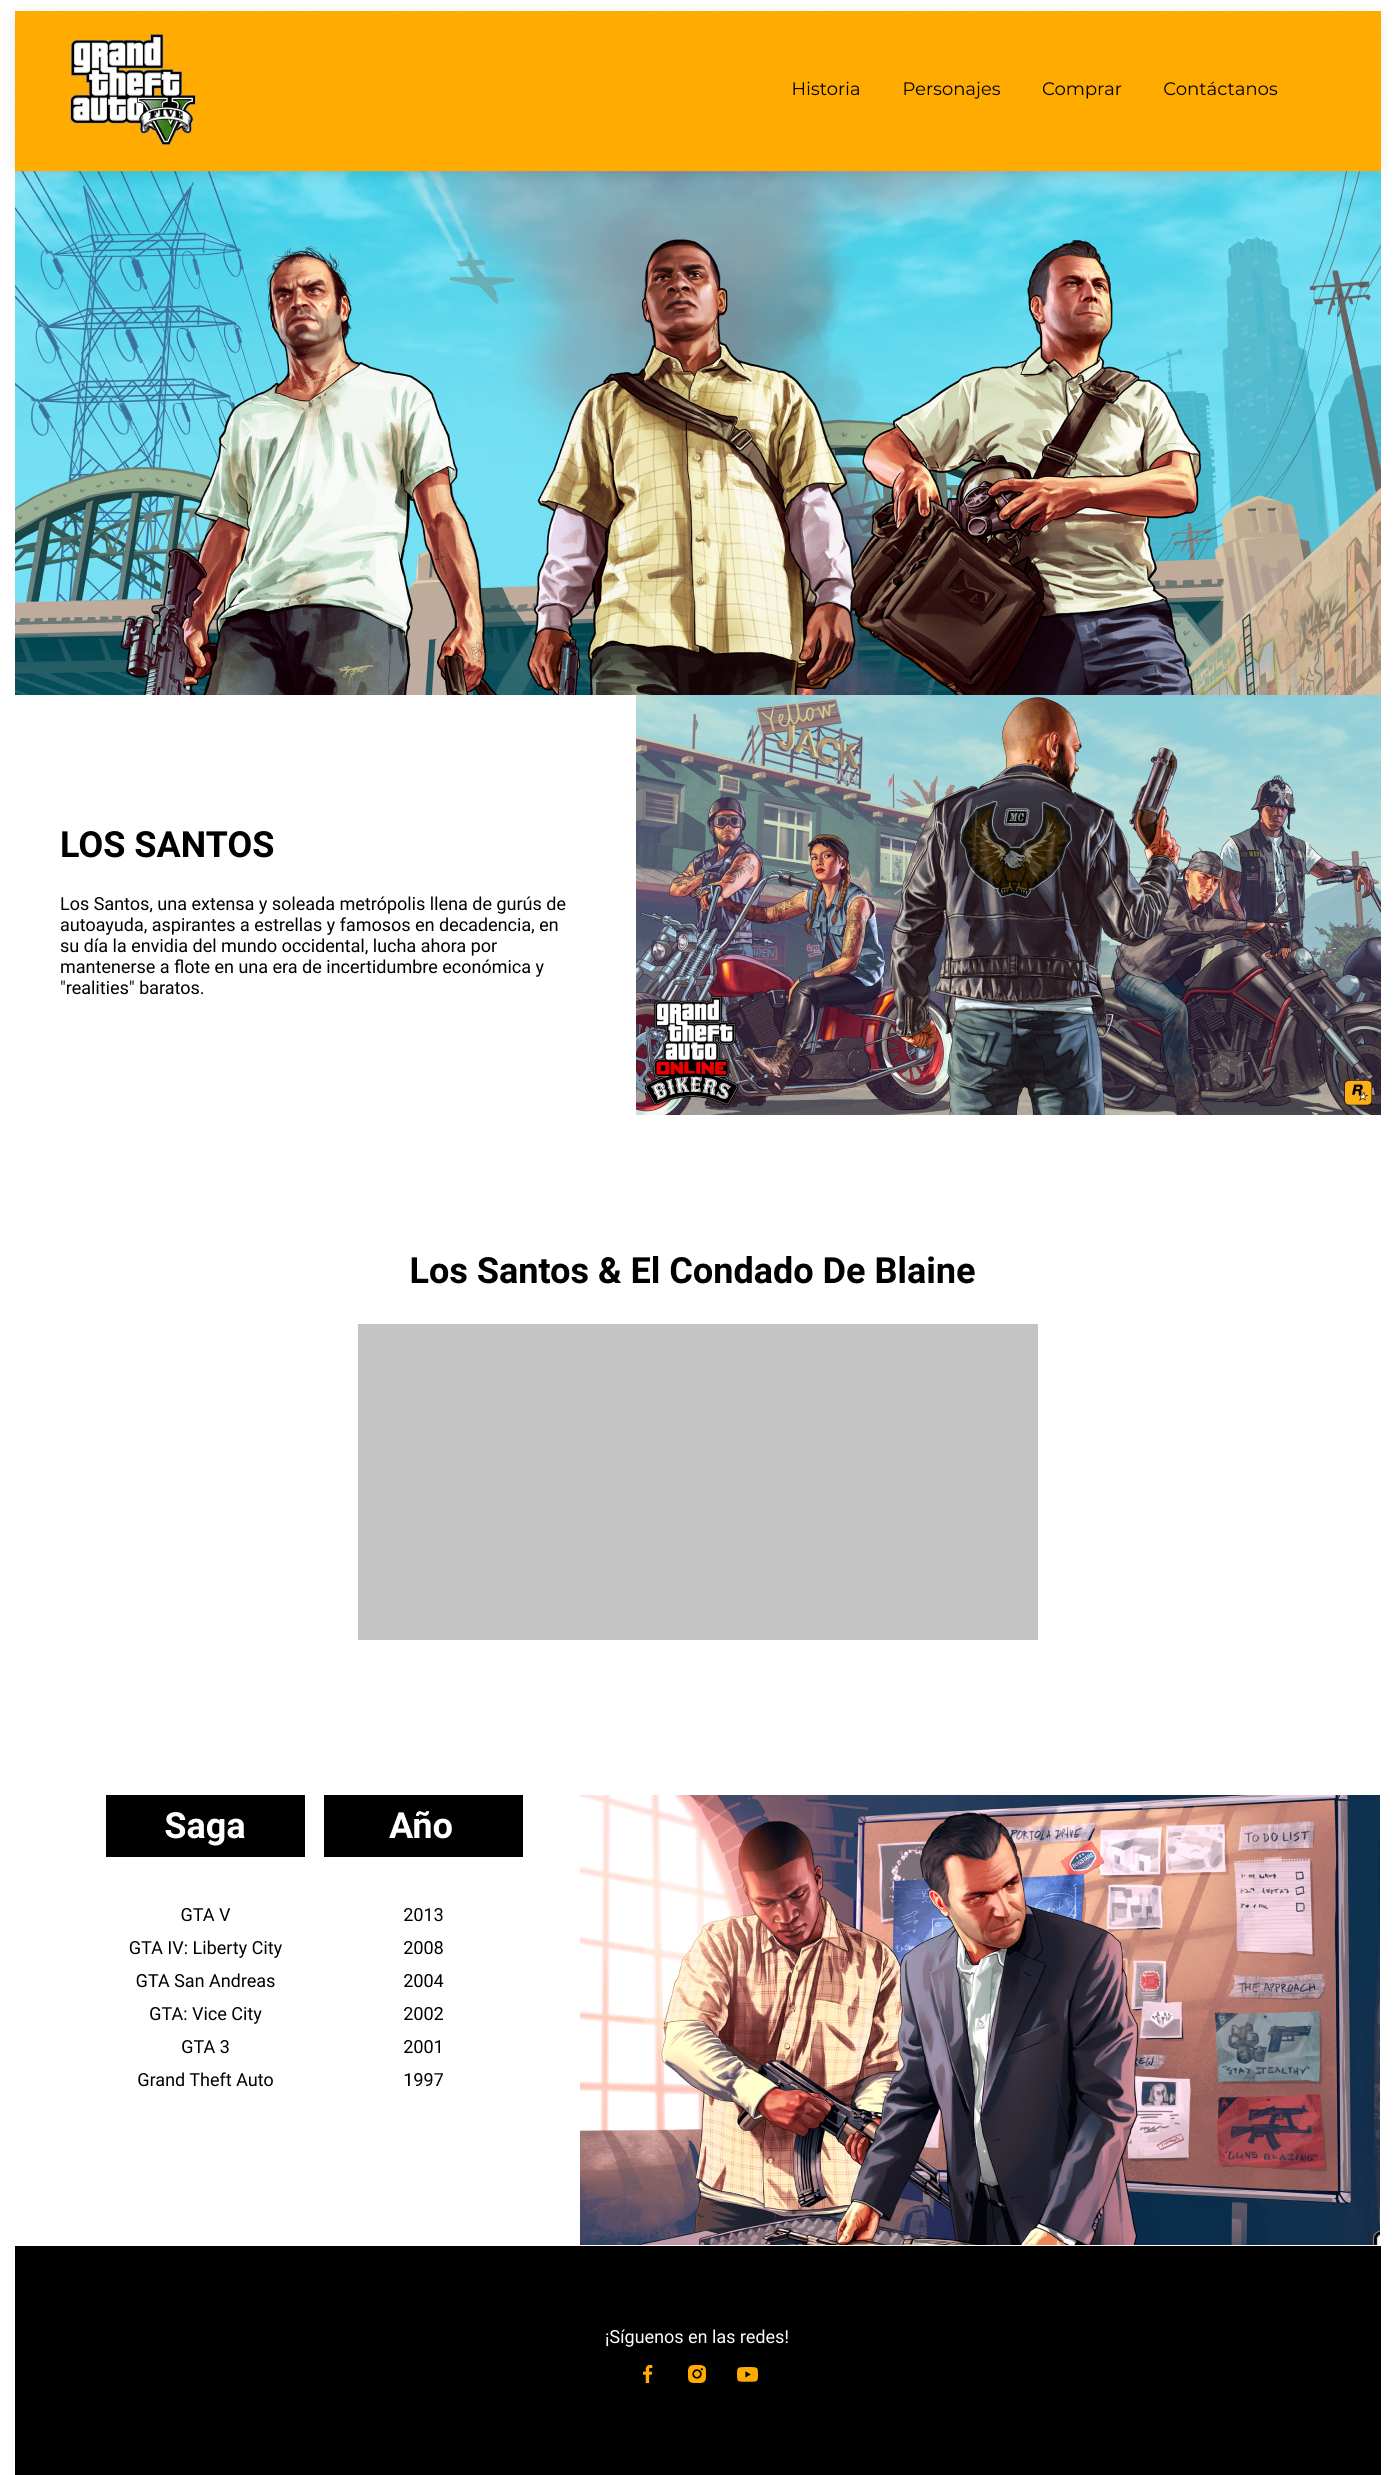 grand
theft
auto V
FIVE
Historia Personajes Comprar Contáctanos
Yellow
JACK
MC
OPEN
LOS SANTOS
Los Santos, una extensa y soleada metrópolis llena de gurús de
autoayuda, aspirantes a estrellas y famosos en decadencia, en
su día la envidia del mundo occidental, lucha ahora por
mantenerse a flote en una era de incertidumbre económica y
"realities" baratos.
grand
theft
auto
ONLINE
BIKERS
R
Los Santos & El Condado De Blaine
Saga Año
GTA V 2013
GTA IV: Liberty City 2008
GTA San Andreas 2004
GTA: Vice City 2002
GTA 3 2001
Grand Theft Auto 1997
PORTOLA DRIVE
TO DO LIST
THE APPROACH
"STAY STEALTHY"
"GUNS BLAZING"
¡Síguenos en las redes!